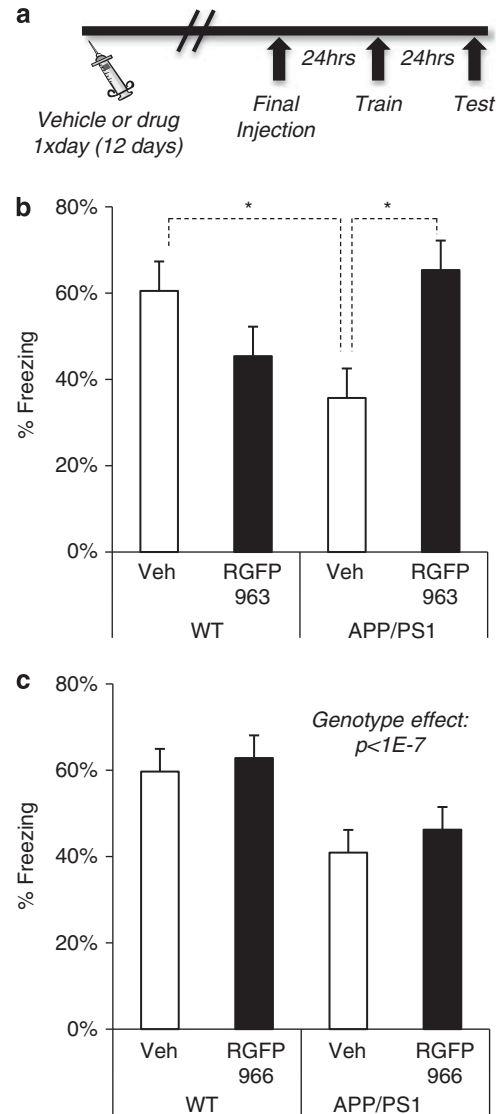 a
24hrs 24hrs
Vehicle or drug
1xday (12 days)
Final
Injection
Train
Test
b
% Freezing
80%
60%
40%
20%
0%
*
*
Veh
RGFP
963
Veh
RGFP
963
WT
APP/PS1
c
% Freezing
80%
60%
40%
20%
0%
Genotype effect:
p<1E-7
Veh
RGFP
966
Veh
RGFP
966
WT
APP/PS1